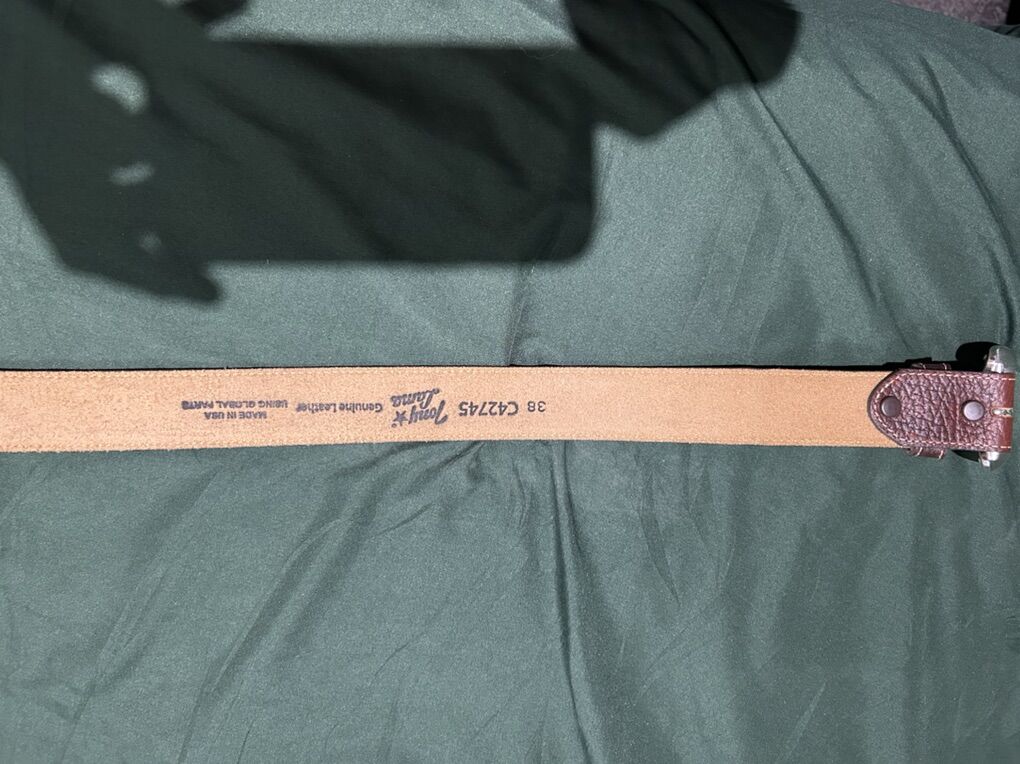 38 C42745
Tony
Lama
Genuine Leather
MADE IN USA
USING GLOBAL PARTS